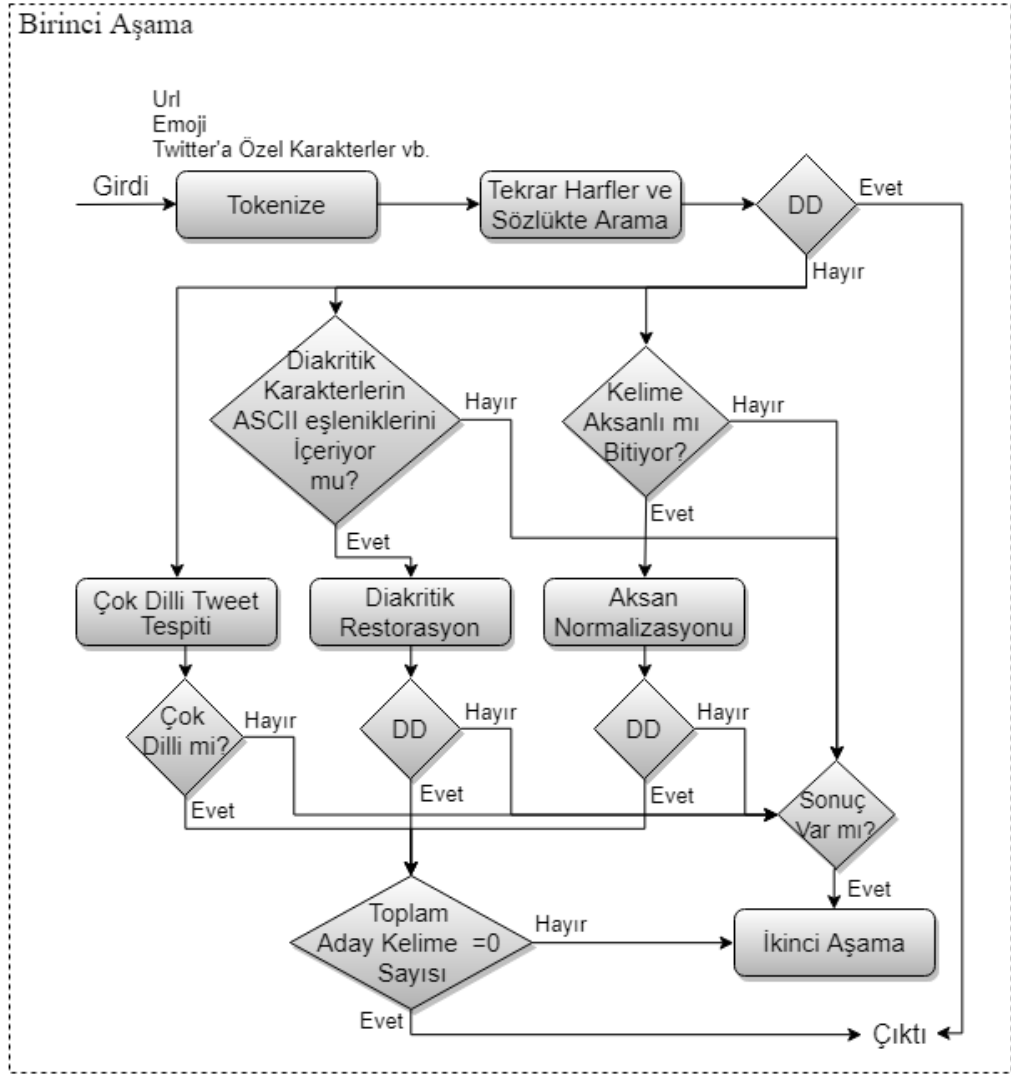 Birinci Aşama
Url
Emoji
Twitter'a Özel Karakterler vb.
Girdi
Tokenize
Tekrar Harfler ve
Sözlükte Arama
DD
Evet
Hayır
Diakritik
Karakterlerin
ASCII eşleniklerini
İçeriyor
mu?
Hayır
Evet
Kelime
Aksanlı mı
Bitiyor?
Hayır
Evet
Çok Dilli Tweet
Tespiti
Diakritik
Restorasyon
Aksan
Normalizasyonu
Çok
Dilli mi?
Hayır
Evet
DD
Hayır
Evet
DD
Hayır
Evet
Sonuç
Var mı?
Evet
Toplam
Aday Kelime =0
Sayısı
Hayır
Evet
İkinci Aşama
Çıktı